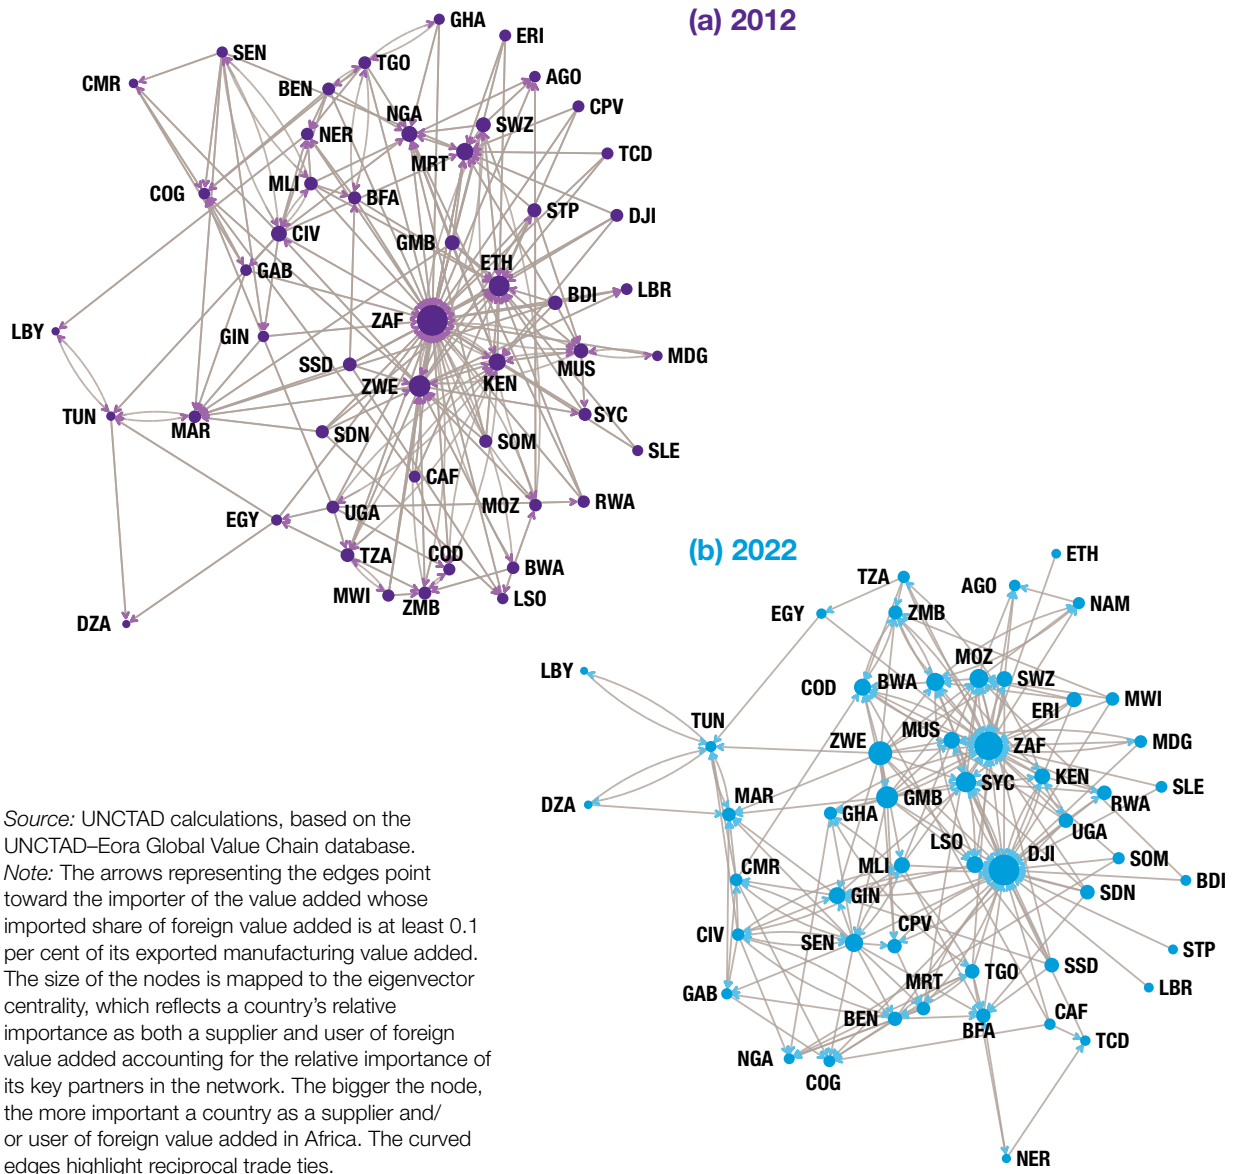 (a) 2012
GHA
ERI
SEN
TGO
AGO
CMR
BEN
CPV
NGA
SWZ
NER
MRT
TCD
MLI
COG
BFA
STP
DJI
CIV
GMB
ETH
GAB
BDI
LBR
ZAF
LBY
GIN
MDG
SSD
MUS
ZWE
KEN
TUN
MAR
SYC
SDN
SOM
SLE
CAF
UGA
MOZ
RWA
EGY
TZA
COD
BWA
MWI
ZMB
LSO
DZA
(b) 2022
ETH
TZA
AGO
NAM
EGY
ZMB
MOZ
LBY
COD
BWA
SWZ
MWI
ERI
TUN
MUS
ZWE
ZAF
MDG
SYC
KEN
SLE
MAR
GMB
RWA
DZA
GHA
UGA
LSO
DJI
SOM
CMR
MLI
BDI
GIN
SDN
CPV
CIV
SEN
STP
SSD
TGO
MRT
LBR
GAB
CAF
BEN
BFA
TCD
NGA
COG
NER
Source: UNCTAD calculations, based on the
UNCTAD–Eora Global Value Chain database.
Note: The arrows representing the edges point
toward the importer of the value added whose
imported share of foreign value added is at least 0.1
per cent of its exported manufacturing value added.
The size of the nodes is mapped to the eigenvector
centrality, which reflects a country's relative
importance as both a supplier and user of foreign
value added accounting for the relative importance of
its key partners in the network. The bigger the node,
the more important a country as a supplier and/
or user of foreign value added in Africa. The curved
edges highlight reciprocal trade ties.